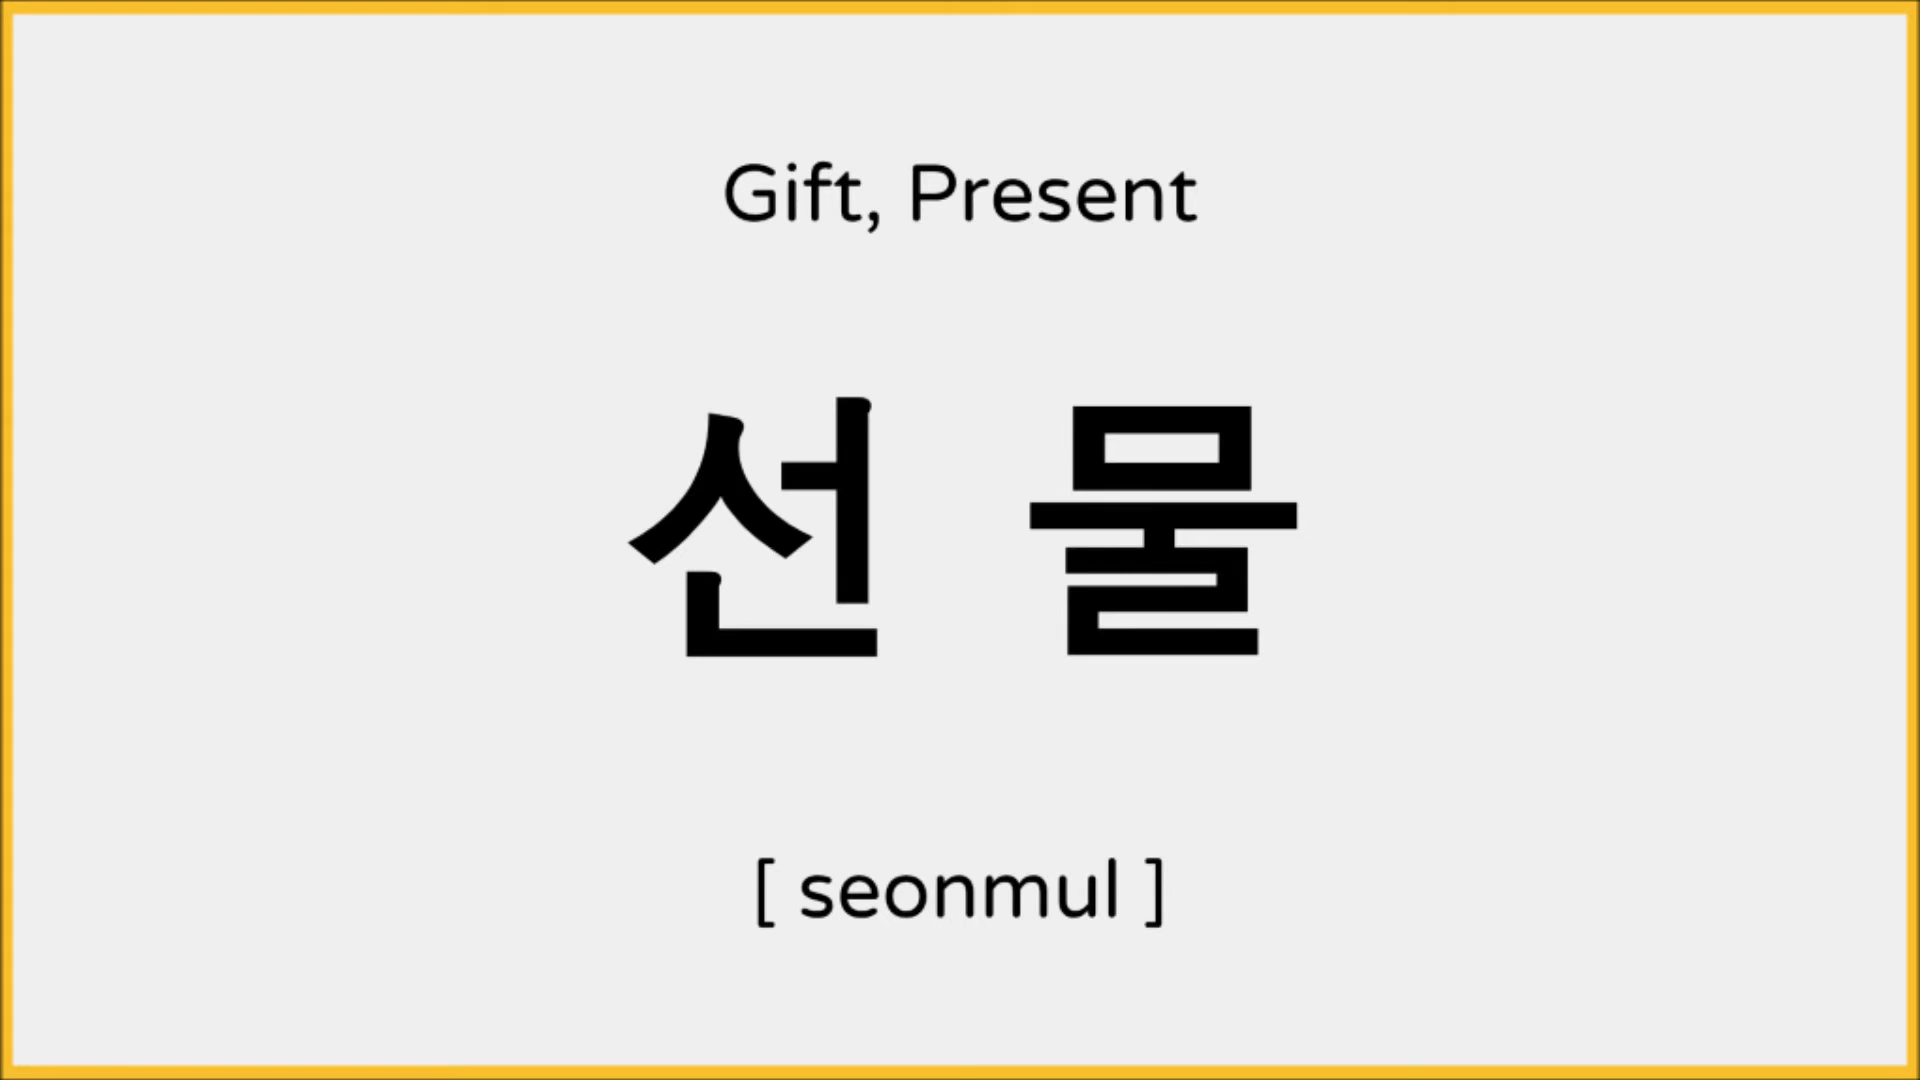 Gift, Present
선 물
[ seonmul ]